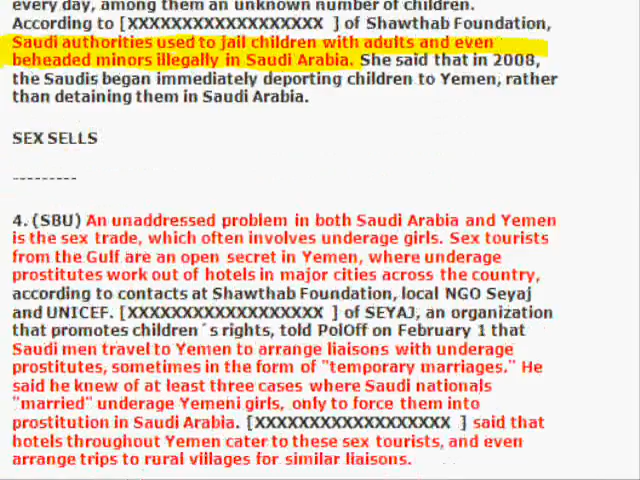 every day, among them an unknown number of children.
According to [XXXXXXXXXXXXXXXXXX ] of Shawthab Foundation,
Saudi authorities used to jail children with adults and even
beheaded minors illegally in Saudi Arabia. She said that in 2008,
the Saudis began immediately deporting children to Yemen, rather
than detaining them in Saudi Arabia.
SEX SELLS
---------
4. (SBU) An unaddressed problem in both Saudi Arabia and Yemen
is the sex trade, which often involves underage girls. Sex tourists
from the Gulf are an open secret in Yemen, where underage
prostitutes work out of hotels in major cities across the country,
according to contacts at Shawthab Foundation, local NGO Seyaj
and UNICEF. [XXXXXXXXXXXXXXXXXX ] of SEYAJ, an organization
that promotes children´s rights, told PolOff on February 1 that
Saudi men travel to Yemen to arrange liaisons with underage
prostitutes, sometimes in the form of "temporary marriages." He
said he knew of at least three cases where Saudi nationals
"married" underage Yemeni girls, only to force them into
prostitution in Saudi Arabia. [XXXXXXXXXXXXXXXXXX ] said that
hotels throughout Yemen cater to these sex tourists, and even
arrange trips to rural villages for similar liaisons.